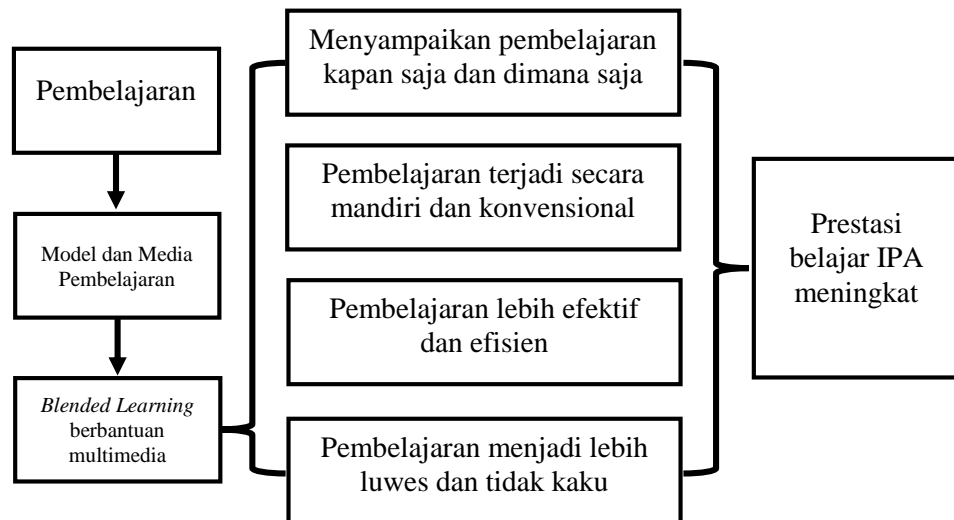 Pembelajaran
Model dan Media
Pembelajaran
Blended Learning
berbantuan
multimedia
Menyampaikan pembelajaran
kapan saja dan dimana saja
Pembelajaran terjadi secara
mandiri dan konvensional
Pembelajaran lebih efektif
dan efisien
Pembelajaran menjadi lebih
luwes dan tidak kaku
Prestasi
belajar IPA
meningkat